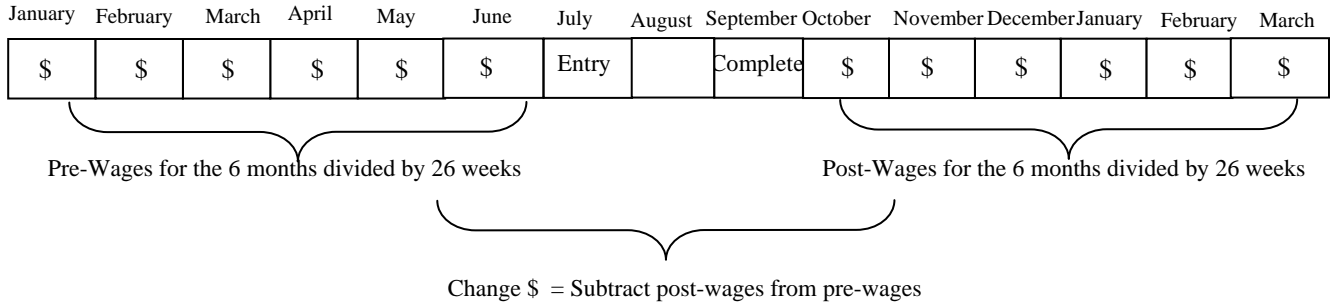 January February March April May June July August September October November December January February March
$ $ $ $ $ $ Entry Complete $ $ $ $ $ $
Pre-Wages for the 6 months divided by 26 weeks Post-Wages for the 6 months divided by 26 weeks
Change $ = Subtract post-wages from pre-wages